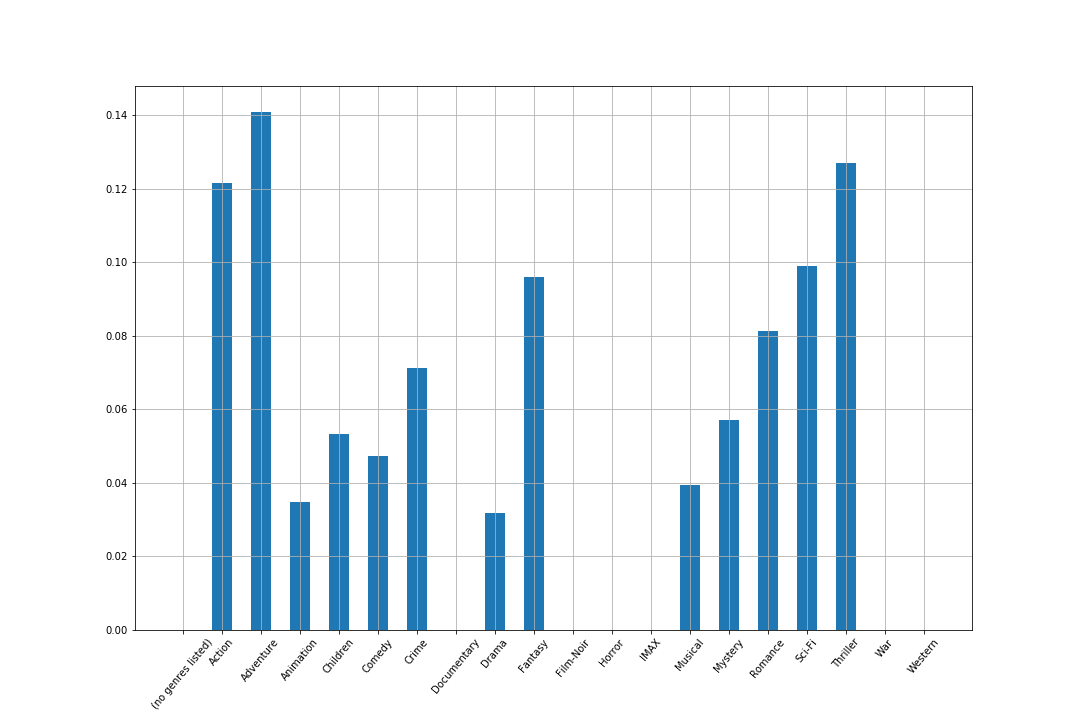 0.14
0.12
0.10
0.08
0.06
0.04
0.02
0.00
(no genres listed)
Action
Adventure
Animation
Children
Comedy
Crime
Documentary
Drama
Fantasy
Film-Noir
Horror
IMAX
Musical
Mystery
Romance
Sci-Fi
Thriller
War
Western